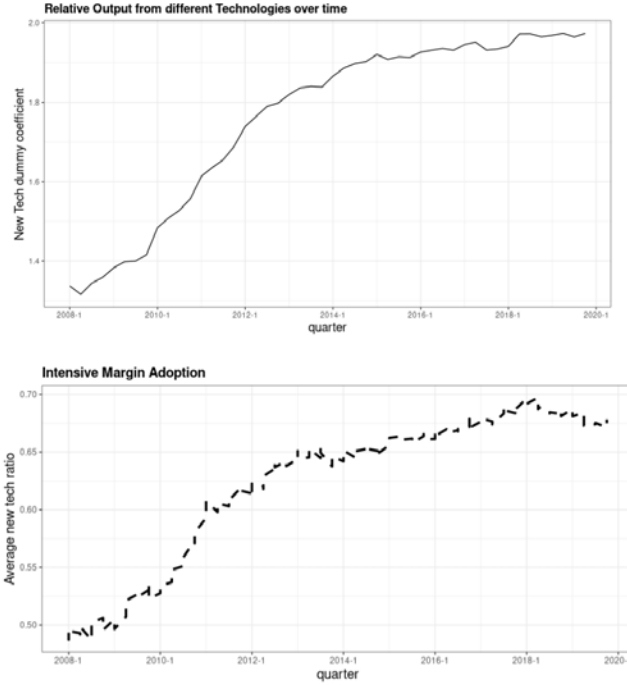 Relative Output from different Technologies over time
New Tech dummy coefficient
2.0
1.8
1.6
1.4
2008-1 2010-1 2012-1 2014-1 2016-1 2018-1 2020-1
quarter
Intensive Margin Adoption
Average new tech ratio
0.70
0.65
0.60
0.55
0.50
2008-1 2010-1 2012-1 2014-1 2016-1 2018-1 2020-
quarter